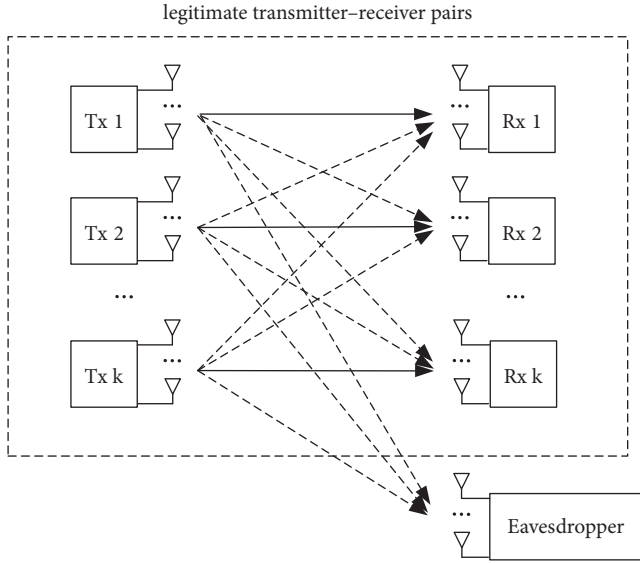 legitimate transmitter–receiver pairs
Tx 1
...
...
Rx 1
Tx 2
...
...
Rx 2
...
...
Tx k
...
...
Rx k
...
Eavesdropper